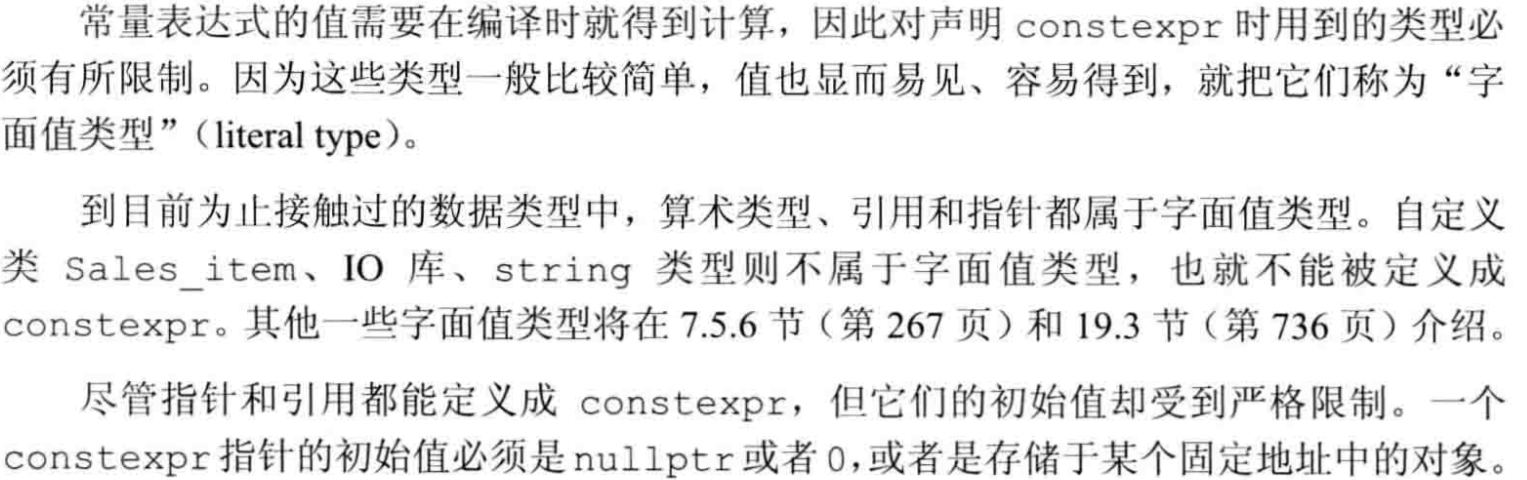 常量表达式的值需要在编译时就得到计算，因此对声明 constexpr 时用到的类型必
须有所限制。因为这些类型一般比较简单，值也显而易见、容易得到，就把它们称为“字
面值类型”（literal type）。
到目前为止接触过的数据类型中，算术类型、引用和指针都属于字面值类型。自定义
类 Sales_item、IO 库、string 类型则不属于字面值类型，也就不能被定义成
constexpr。其他一些字面值类型将在 7.5.6 节（第 267 页）和 19.3 节（第 736 页）介绍。
尽管指针和引用都能定义成 constexpr，但它们的初始值却受到严格限制。一个
constexpr 指针的初始值必须是 nullptr 或者 0，或者是存储于某个固定地址中的对象。